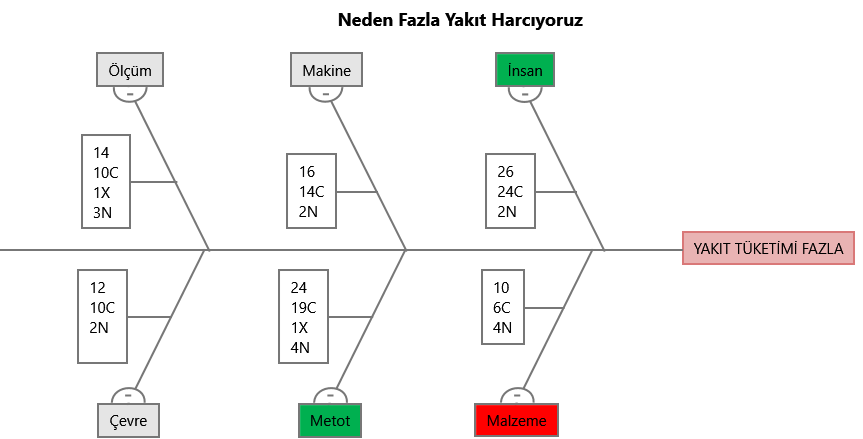 Neden Fazla Yakıt Harcıyoruz
Ölçüm
Makine
İnsan
14
10C
1X
3N
16
14C
2N
26
24C
2N
YAKIT TÜKETİMİ FAZLA
12
10C
2N
24
19C
1X
4N
10
6C
4N
Çevre
Metot
Malzeme